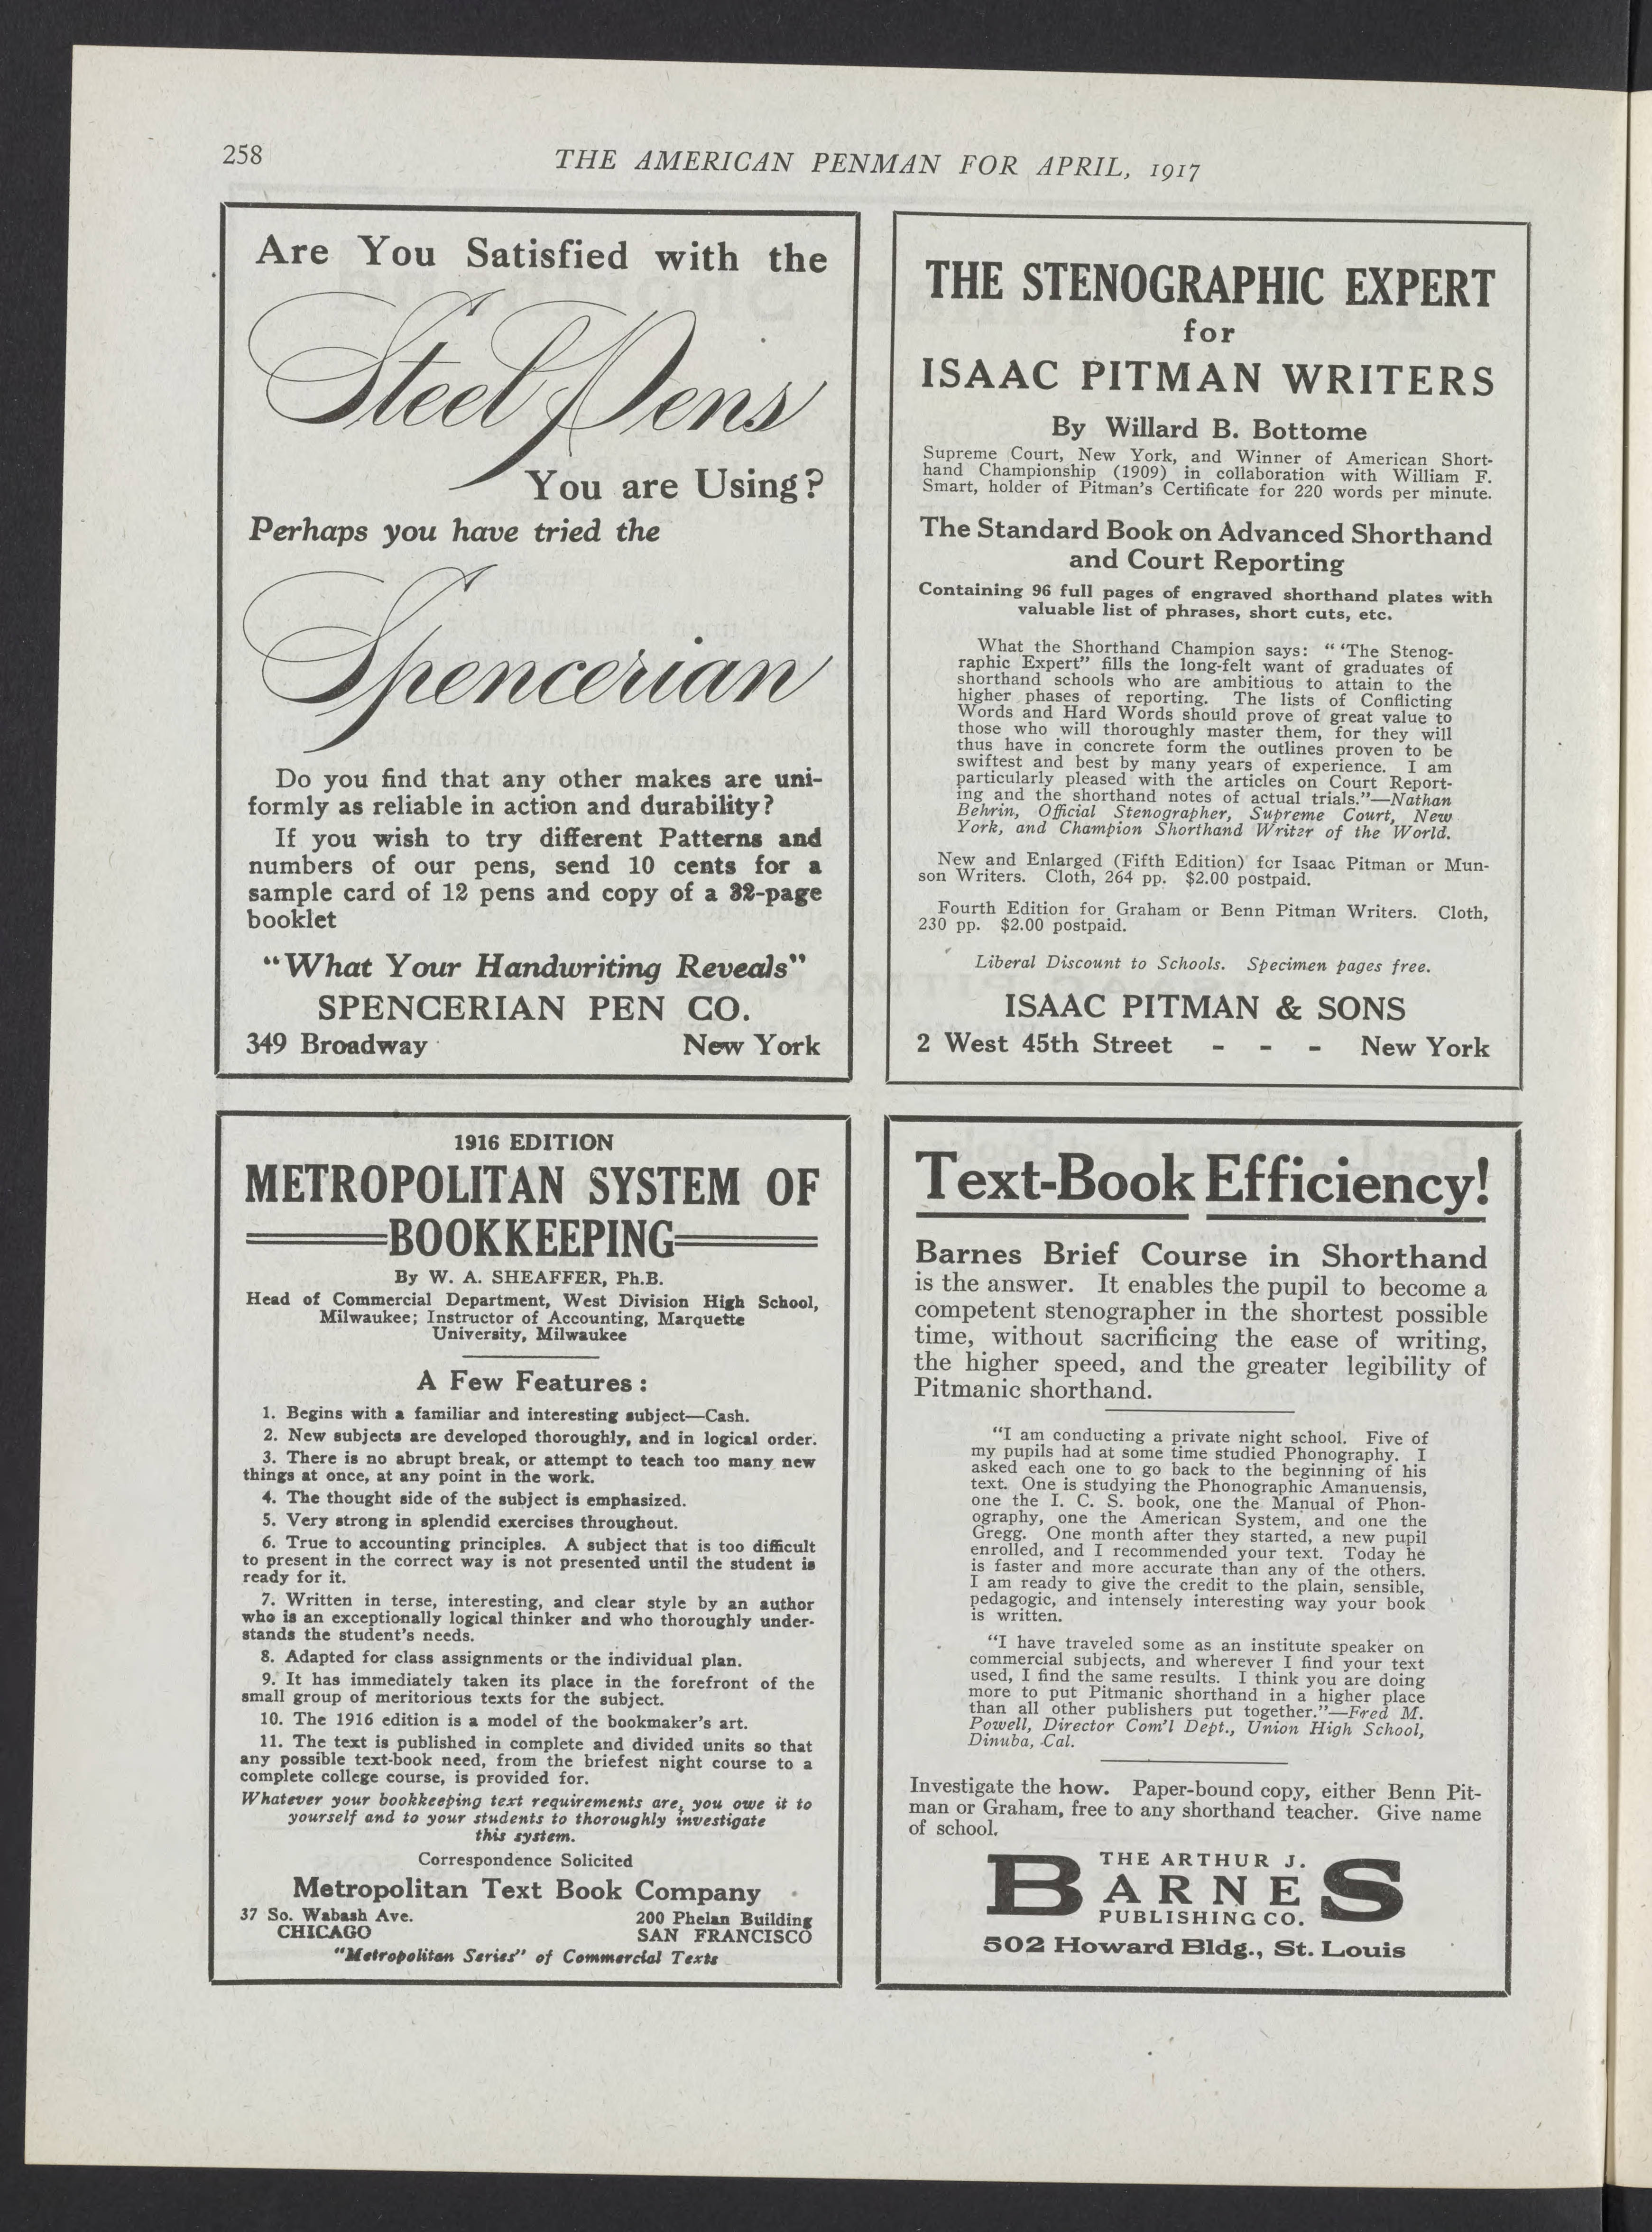 258
THE AMERICAN PENMAN FOR APRIL, 1917
Are You Satisfied with the
Steel Pens
You are Using?
Perhaps you have tried the
Spencerian
Do you find that any other makes are uni-
formly as reliable in action and durability?
If you wish to try different Patterns and
numbers of our pens, send 10 cents for a
sample card of 12 pens and copy of a 32-page
booklet
"What Your Handwriting Reveals"
SPENCERIAN PEN CO.
349 Broadway New York
THE STENOGRAPHIC EXPERT
for
ISAAC PITMAN WRITERS
By Willard B. Bottome
Supreme Court, New York, and Winner of American Short-
hand Championship (1909) in collaboration with William F.
Smart, holder of Pitman's Certificate for 220 words per minute.
The Standard Book on Advanced Shorthand
and Court Reporting
Containing 96 full pages of engraved shorthand plates with
valuable list of phrases, short cuts, etc.
What the Shorthand Champion says: " 'The Stenog-
raphic Expert" fills the long-felt want of graduates of
shorthand schools who are ambitious to attain to the
higher phases of reporting. The lists of Conflicting
Words and Hard Words should prove of great value to
those who will thoroughly master them, for they will
thus have in concrete form the outlines proven to be
swiftest and best by many years of experience. I am
particularly pleased with the articles on Court Report-
ing and the shorthand notes of actual trials."—Nathan
Behrin, Official Stenographer, Supreme Court, New
York, and Champion Shorthand Writer of the World.
New and Enlarged (Fifth Edition) for Isaac Pitman or Mun-
son Writers. Cloth, 264 pp. $2.00 postpaid.
Fourth Edition for Graham or Benn Pitman Writers. Cloth,
230 pp. $2.00 postpaid.
Liberal Discount to Schools. Specimen pages free.
ISAAC PITMAN & SONS
2 West 45th Street - - - New York
1916 EDITION
METROPOLITAN SYSTEM OF
BOOKKEEPING
By W. A. SHEAFFER, Ph.B.
Head of Commercial Department, West Division High School,
Milwaukee; Instructor of Accounting, Marquette
University, Milwaukee
A Few Features:
1. Begins with a familiar and interesting subject—Cash.
2. New subjects are developed thoroughly, and in logical order.
3. There is no abrupt break, or attempt to teach too many new
things at once, at any point in the work.
4. The thought side of the subject is emphasized.
5. Very strong in splendid exercises throughout.
6. True to accounting principles. A subject that is too difficult
to present in the correct way is not presented until the student is
ready for it.
7. Written in terse, interesting, and clear style by an author
who is an exceptionally logical thinker and who thoroughly under-
stands the student's needs.
8. Adapted for class assignments or the individual plan.
9. It has immediately taken its place in the forefront of the
small group of meritorious texts for the subject.
10. The 1916 edition is a model of the bookmaker's art.
11. The text is published in complete and divided units so that
any possible text-book need, from the briefest night course to a
complete college course, is provided for.
Whatever your bookkeeping text requirements are, you owe it to
yourself and to your students to thoroughly investigate
this system.
Correspondence Solicited
Metropolitan Text Book Company
37 So. Wabash Ave. 200 Phelan Building
CHICAGO SAN FRANCISCO
"Metropolitan Series" of Commercial Texts
Text-Book Efficiency!
Barnes Brief Course in Shorthand
is the answer. It enables the pupil to become a
competent stenographer in the shortest possible
time, without sacrificing the ease of writing,
the higher speed, and the greater legibility of
Pitmanic shorthand.
"I am conducting a private night school. Five of
my pupils had at some time studied Phonography. I
asked each one to go back to the beginning of his
text. One is studying the Phonographic Amanuensis,
one the I. C. S. book, one the Manual of Phon-
ography, one the American System, and one the
Gregg. One month after they started, a new pupil
enrolled, and I recommended your text. Today he
is faster and more accurate than any of the others.
I am ready to give the credit to the plain, sensible,
pedagogic, and intensely interesting way your book
is written.
"I have traveled some as an institute speaker on
commercial subjects, and wherever I find your text
used, I find the same results. I think you are doing
more to put Pitmanic shorthand in a higher place
than all other publishers put together."—Fred M.
Powell, Director Com'l Dept., Union High School,
Dinuba, Cal.
Investigate the how. Paper-bound copy, either Benn Pit-
man or Graham, free to any shorthand teacher. Give name
of school.
THE ARTHUR J.
BARNES
PUBLISHING CO.
502 Howard Bldg., St. Louis